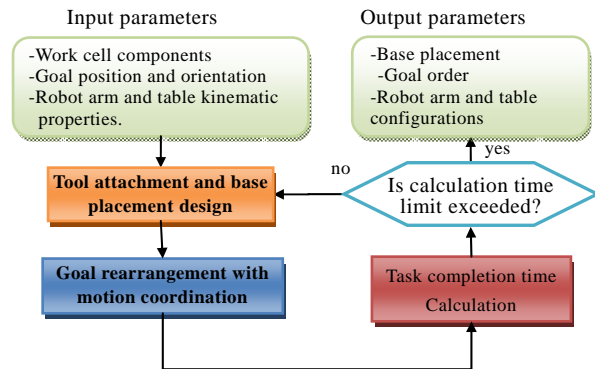 Input parameters
Output Parameters
-Work cell components
-Goal position and orientation
-Robot arm and table kinematic
properties.
-Base placement
-Goal order
-Robot arm and table
configurations
yes
no
Tool attachment and base
placement design
Is calculation time
limit exceeded?
Goal rearrangement with
motion coordination
Task completion time
Calculation